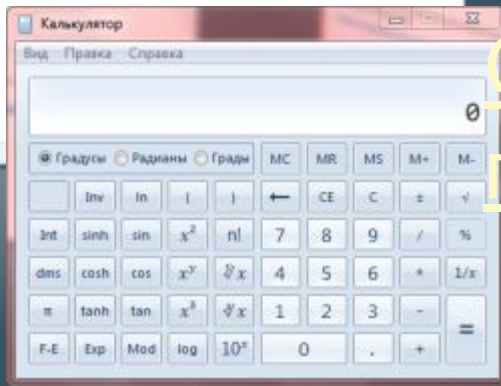 Калькулятор
Вид Правка Справка
0
Градусы Радианы Грады MC MR MS M+ M-
Inv ln ( ) ← CE C ± √
Int sinh sin x² n! 7 8 9 / %
dms cosh cos xʸ ʸ√x 4 5 6 * 1/x
π tanh tan x³ ³√x 1 2 3 - =
F-E Exp Mod log 10ˣ 0 . +